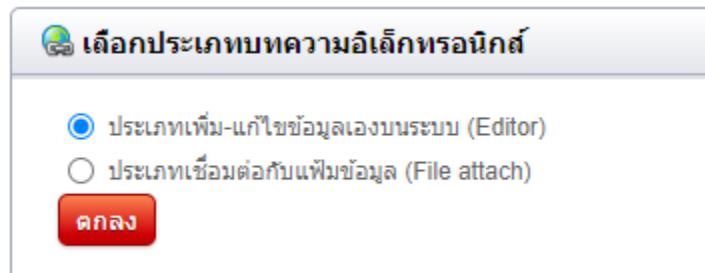 เลือกประเภทบทความอิเล็กทรอนิกส์
ประเภทเพิ่ม-แก้ไขข้อมูลเองบนระบบ (Editor)
ประเภทเชื่อมต่อกับแฟ้มข้อมูล (File attach)
ตกลง